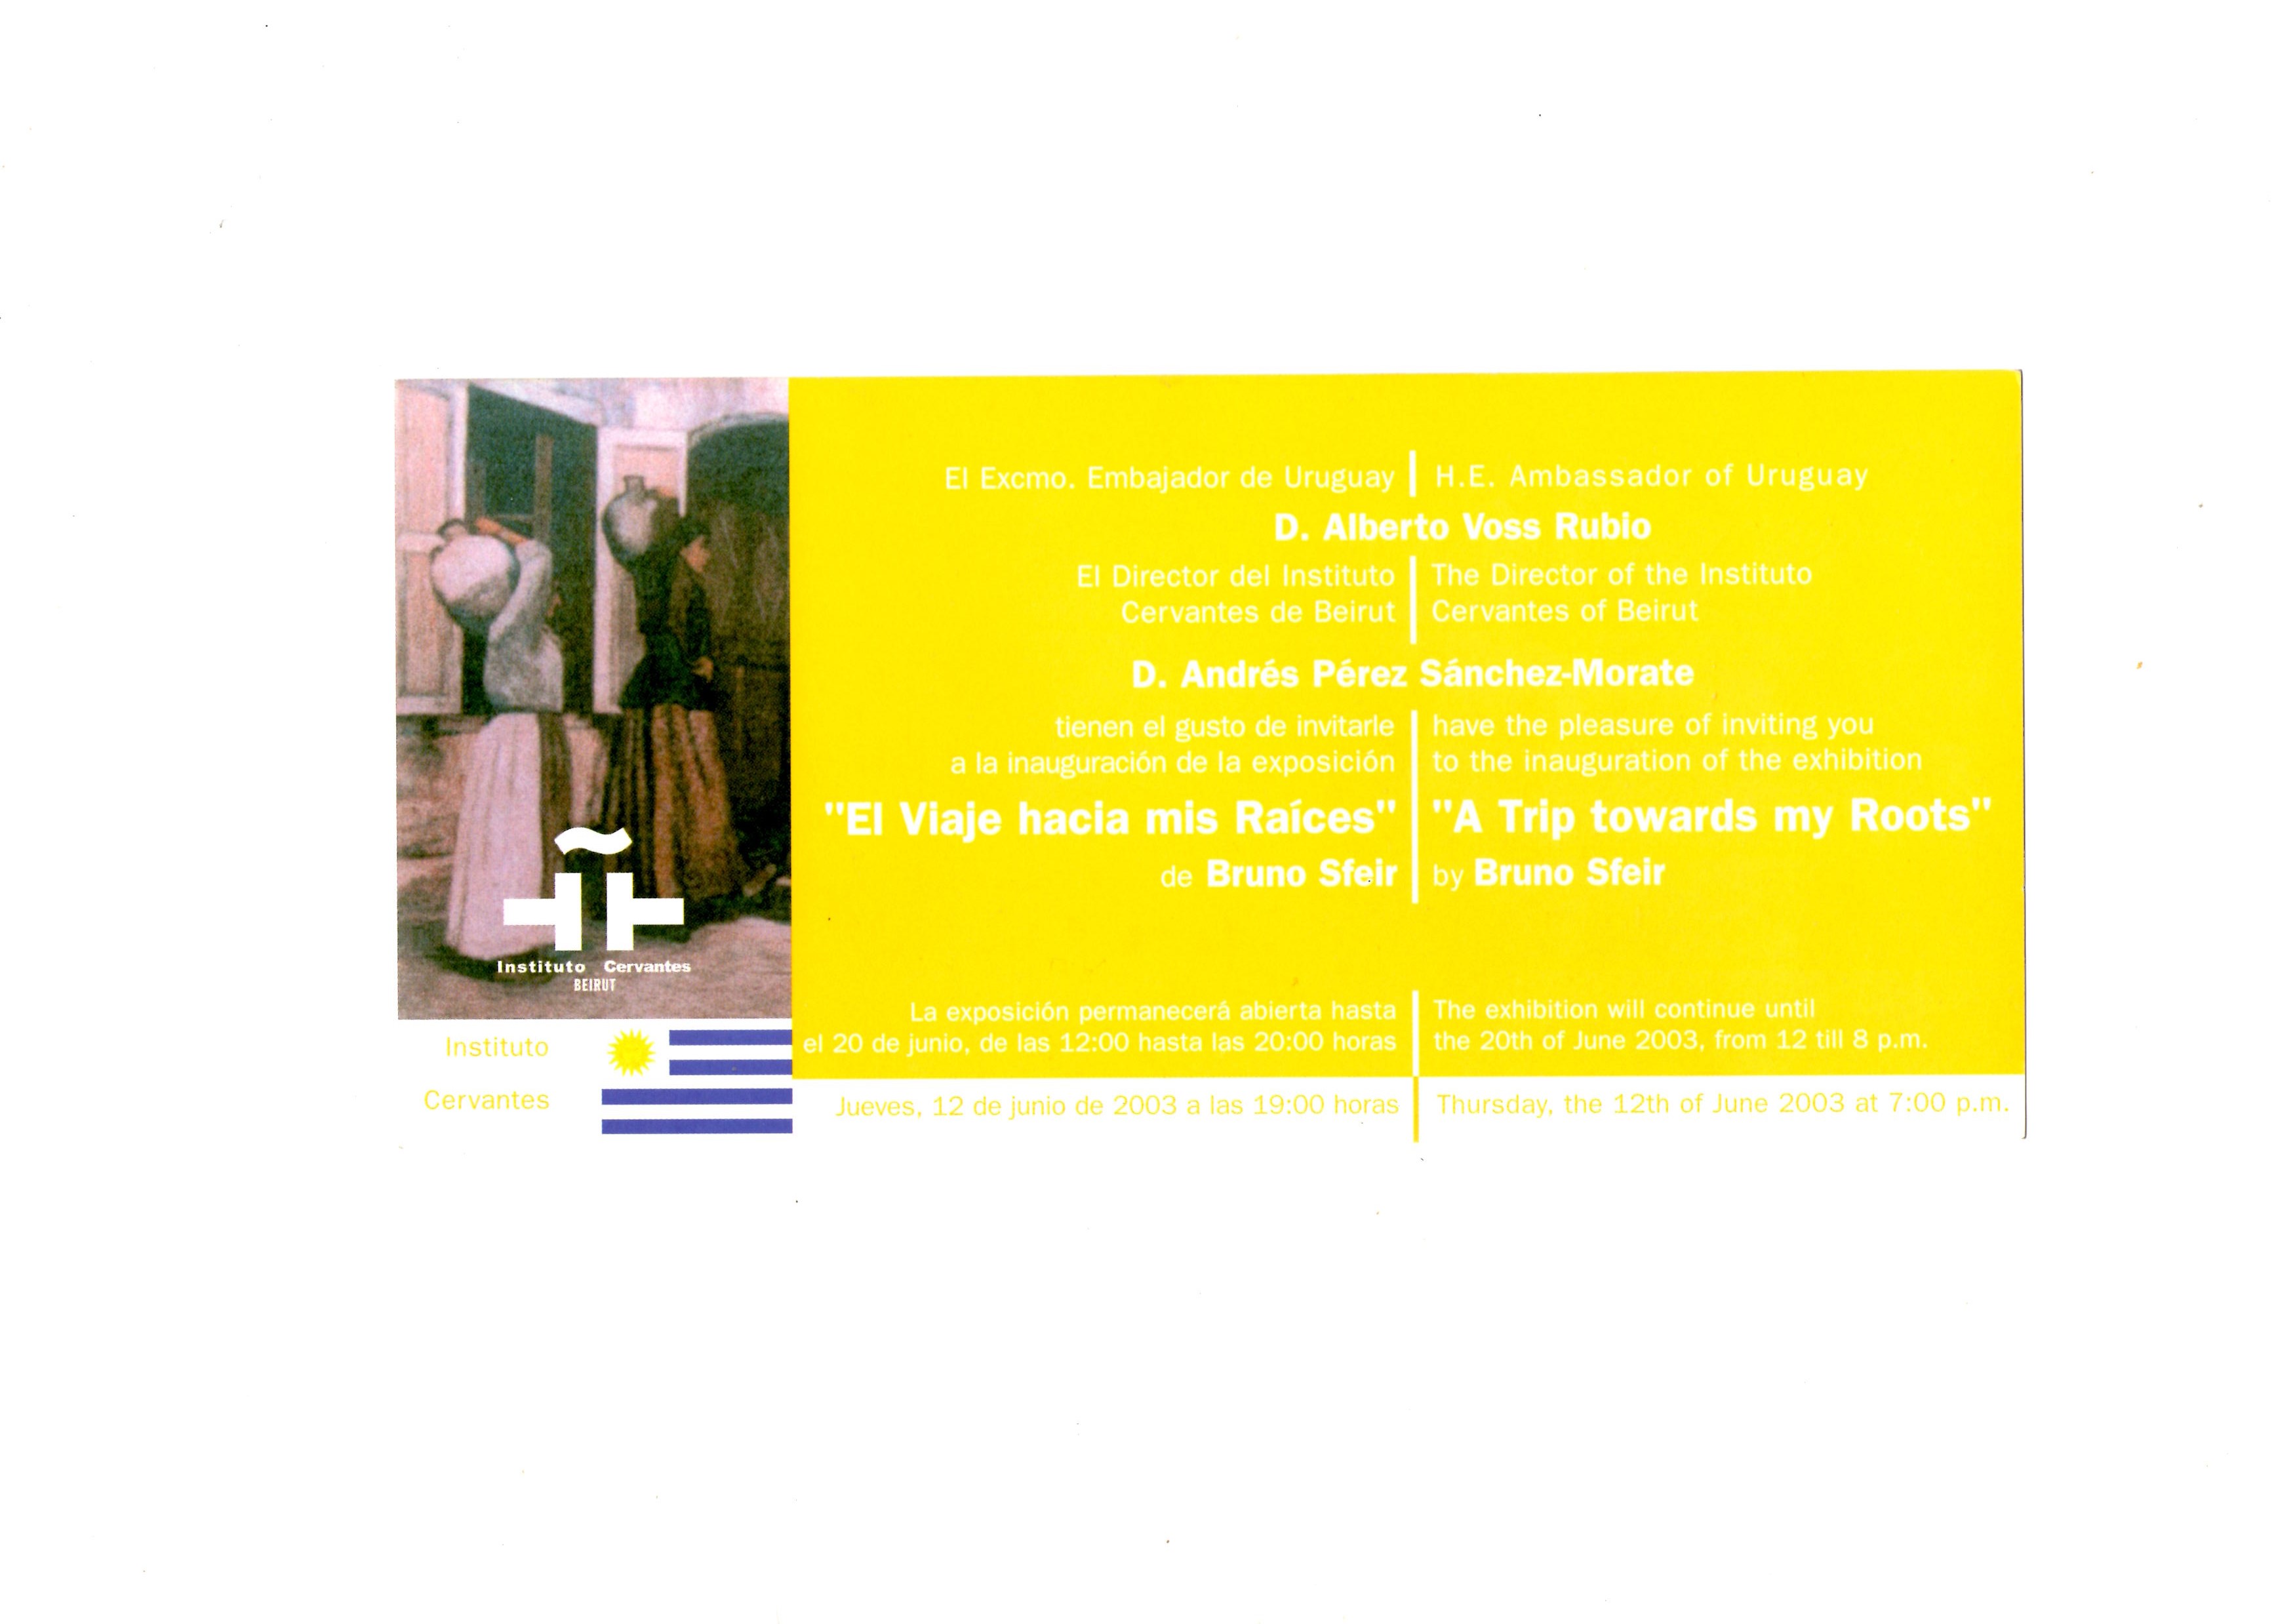 El Excmo. Embajador de Uruguay
H.E. Ambassador of Uruguay
D. Alberto Voss Rubio
El Director del Instituto
Cervantes de Beirut
The Director of the Instituto
Cervantes of Beirut
D. Andrés Pérez Sánchez-Morate
tienen el gusto de invitarle
a la inauguración de la exposición
"El Viaje hacia mis Raíces"
de Bruno Sfeir
have the pleasure of inviting you
to the inauguration of the exhibition
"A Trip towards my Roots"
by Bruno Sfeir
La exposición permanecerá abierta hasta
el 20 de junio, de las 12:00 hasta las 20:00 horas
The exhibition will continue until
the 20th of June 2003, from 12 till 8 p.m.
Jueves, 12 de junio de 2003 a las 19:00 horas
Thursday, the 12th of June 2003 at 7:00 p.m.
Instituto Cervantes
BEIRUT
Instituto
Cervantes